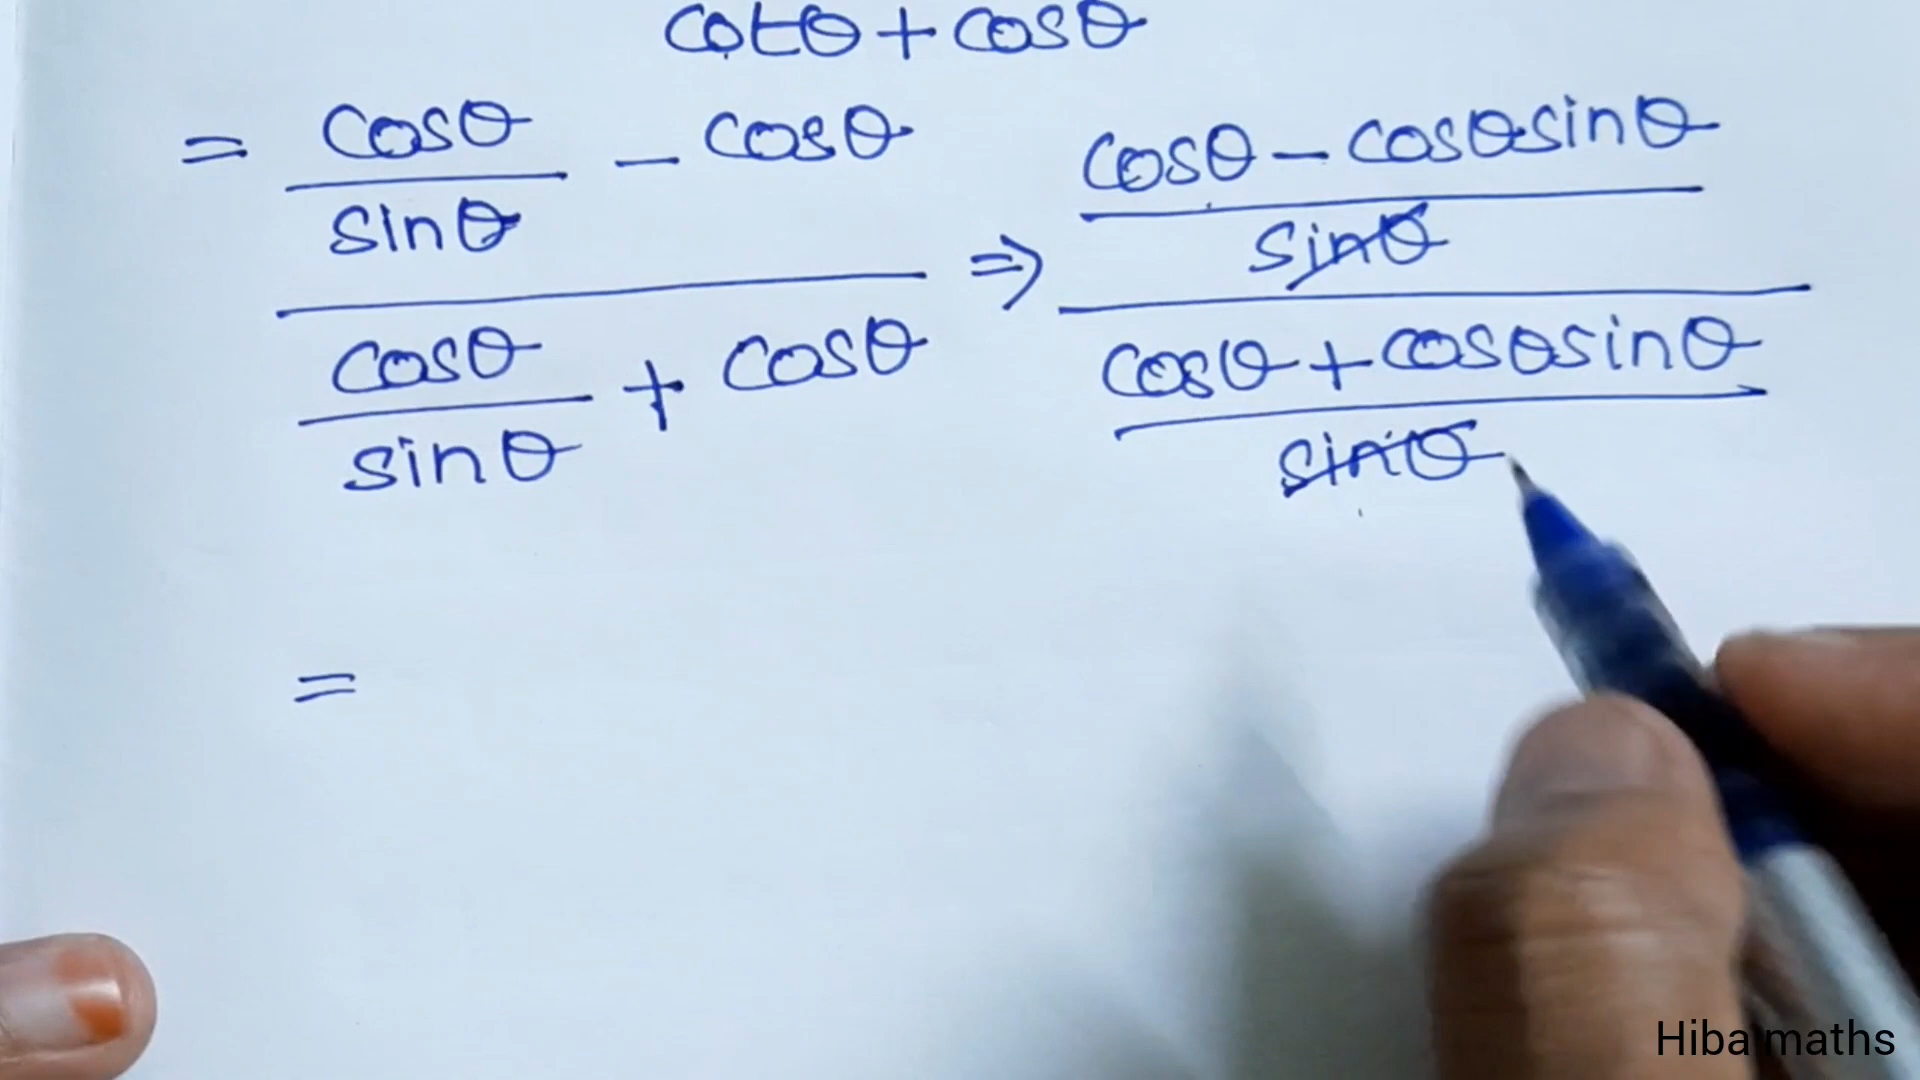 cotθ + cosθ
= cosθ/sinθ - cosθ
cosθ/sinθ + cosθ
⇒ cosθ - cosθsinθ
sinθ
cosθ + cosθsinθ
sinθ
=
Hiba maths